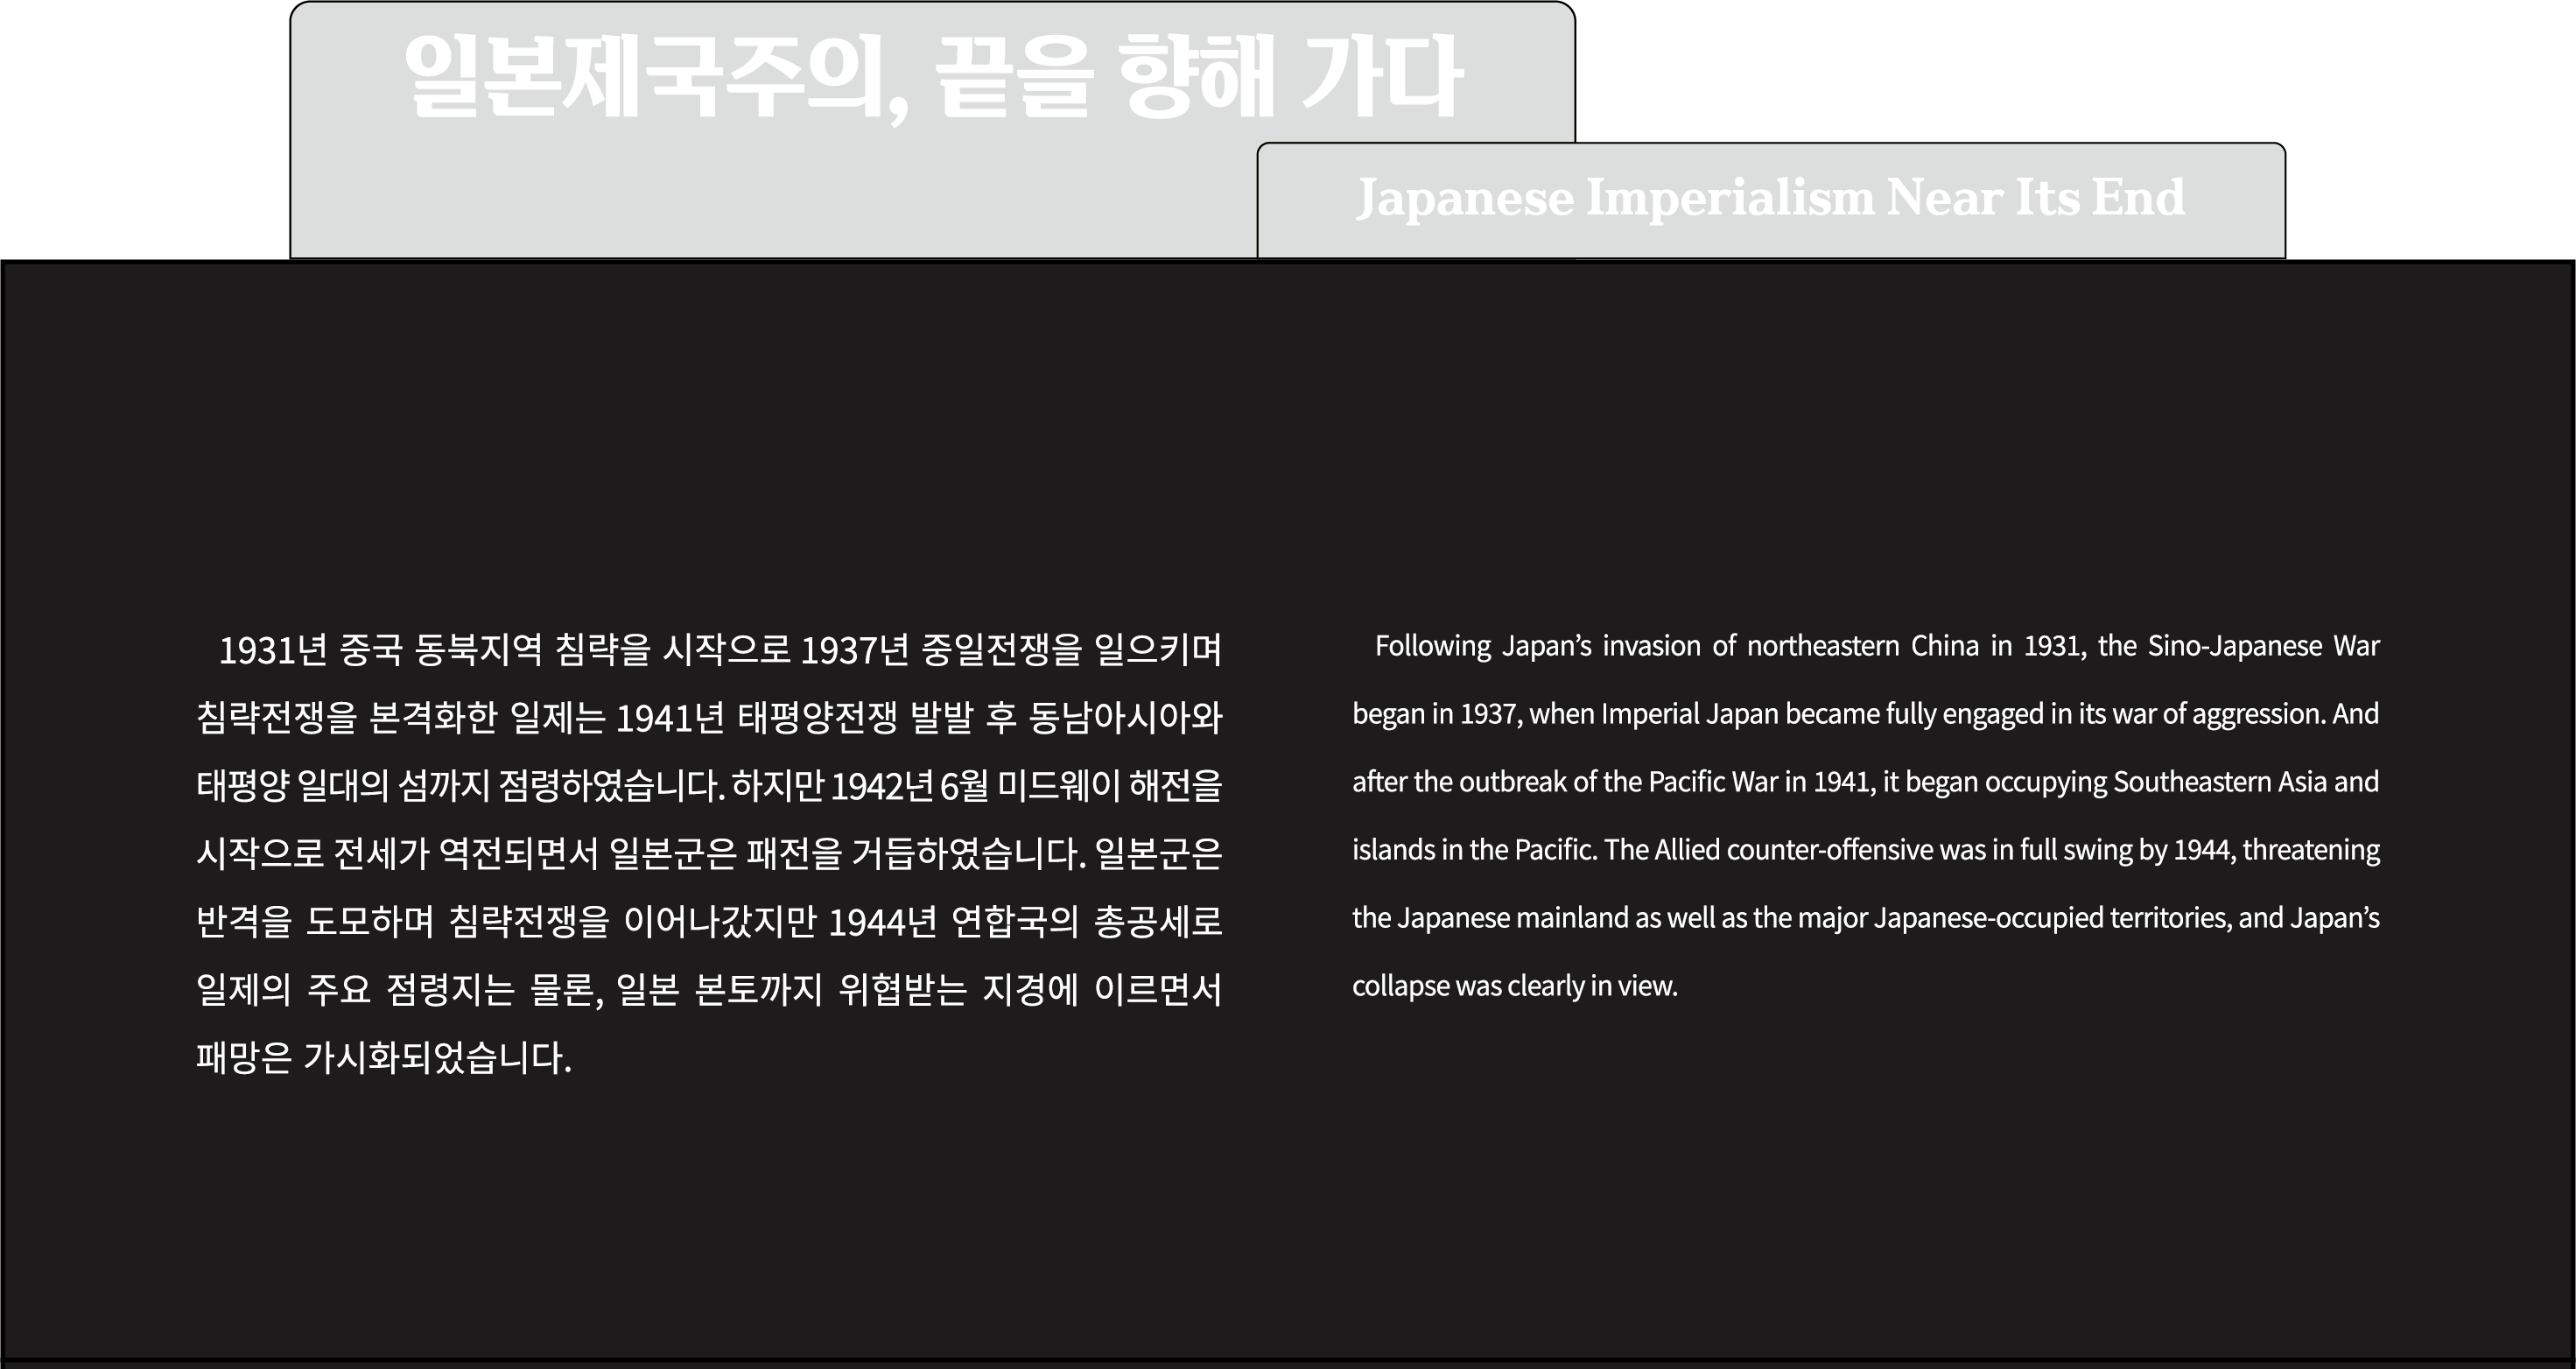 일본제국주의, 끝을 향해 가다
Japanese Imperialism Near Its End
1931년 중국 동북지역 침략을 시작으로 1937년 중일전쟁을 일으키며
침략전쟁을 본격화한 일제는 1941년 태평양전쟁 발발 후 동남아시아와
태평양 일대의 섬까지 점령하였습니다. 하지만 1942년 6월 미드웨이 해전을
시작으로 전세가 역전되면서 일본군은 패전을 거듭하였습니다. 일본군은
반격을 도모하며 침략전쟁을 이어나갔지만 1944년 연합국의 총공세로
일제의 주요 점령지는 물론, 일본 본토까지 위협받는 지경에 이르면서
패망은 가시화되었습니다.
Following Japan’s invasion of northeastern China in 1931, the Sino-Japanese War
began in 1937, when Imperial Japan became fully engaged in its war of aggression. And
after the outbreak of the Pacific War in 1941, it began occupying Southeastern Asia and
islands in the Pacific. The Allied counter-offensive was in full swing by 1944, threatening
the Japanese mainland as well as the major Japanese-occupied territories, and Japan’s
collapse was clearly in view.